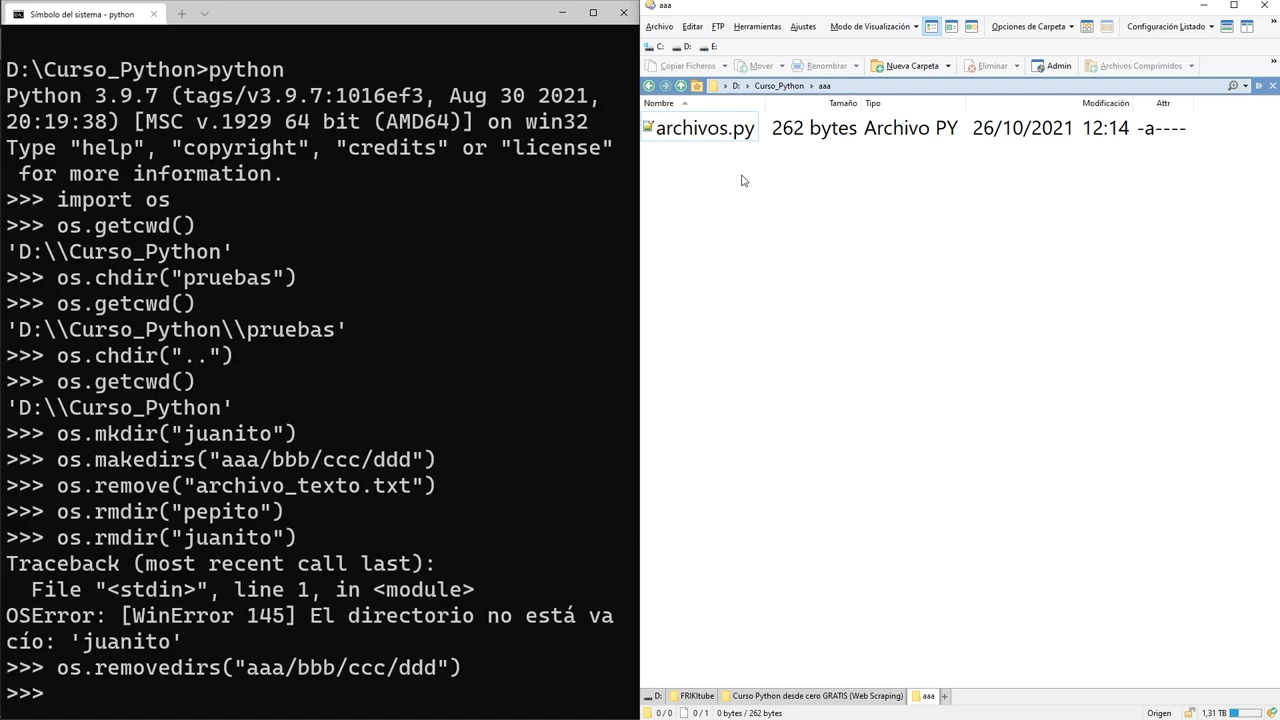 Símbolo del sistema - python
D:\Curso_Python>python
Python 3.9.7 (tags/v3.9.7:1016ef3, Aug 30 2021,
20:19:38) [MSC v.1929 64 bit (AMD64)] on win32
Type "help", "copyright", "credits" or "license"
for more information.
>>> import os
>>> os.getcwd()
'D:\\Curso_Python'
>>> os.chdir("pruebas")
>>> os.getcwd()
'D:\\Curso_Python\\pruebas'
>>> os.chdir("..")
>>> os.getcwd()
'D:\\Curso_Python'
>>> os.mkdir("juanito")
>>> os.makedirs("aaa/bbb/ccc/ddd")
>>> os.remove("archivo_texto.txt")
>>> os.rmdir("pepito")
>>> os.rmdir("juanito")
Traceback (most recent call last):
File "<stdin>", line 1, in <module>
OSError: [WinError 145] El directorio no está va
cío: 'juanito'
>>> os.removedirs("aaa/bbb/ccc/ddd")
>>>
aaa
Archivo Editar FTP Herramientas Ajustes Modo de Visualización Opciones de Carpeta Configuración Listado »
C: D: E:
Copiar Ficheros Mover Renombrar Nueva Carpeta Eliminar Admin Archivos Comprimidos »
D: Curso_Python aaa
Nombre Tamaño Tipo Modificación Attr
archivos.py 262 bytes Archivo PY 26/10/2021 12:14 -a----
D: FRIKItube Curso Python desde cero GRATIS (Web Scraping) aaa +
0 / 0 0 / 1 0 bytes / 262 bytes Origen 1,31 TB